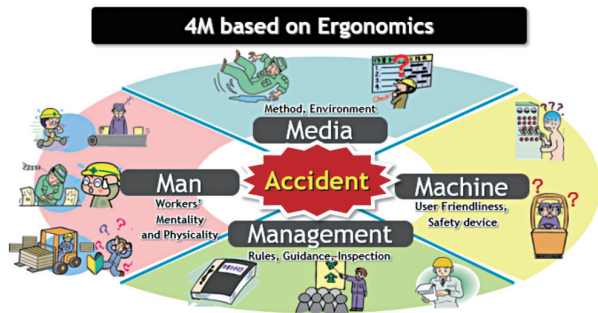 4M based on Ergonomics
Method, Environment
Media
Man
Workers'
Mentality
and Physicality
Accident
Machine
User Friendliness,
Safety device
Management
Rules, Guidance, Inspection